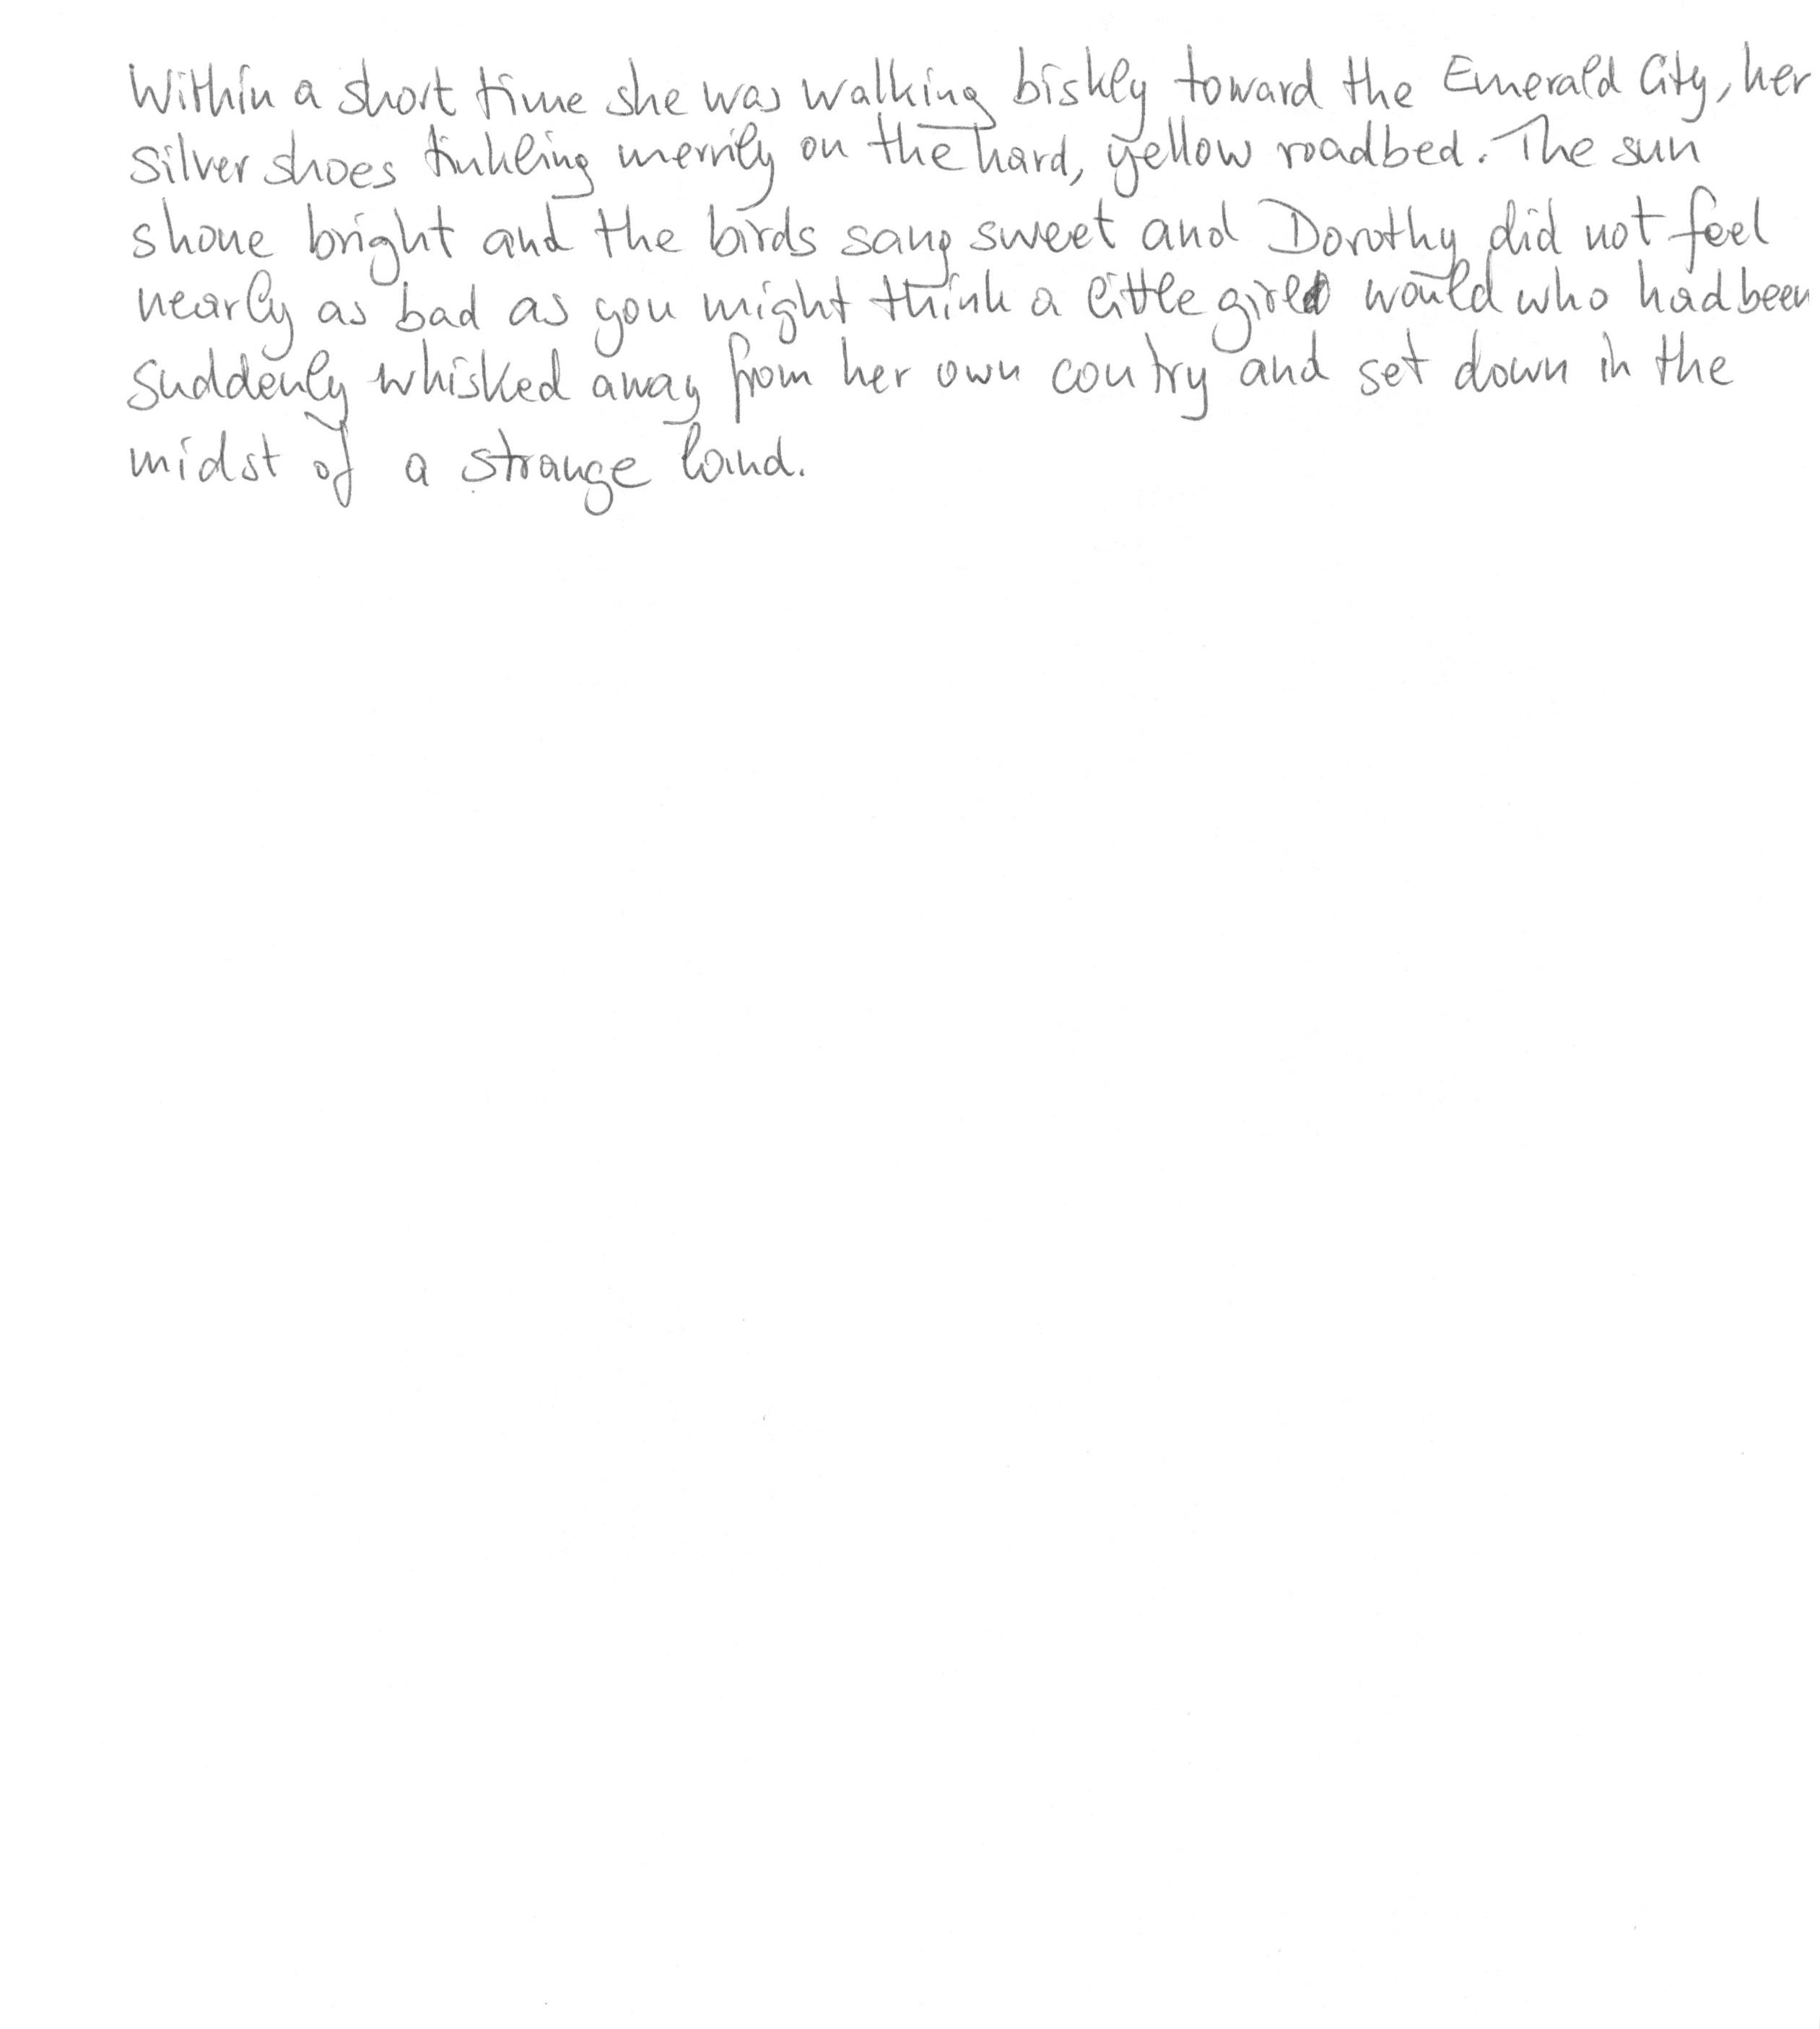 Within a short time she was walking biskly toward the Emerald City, her
silver shoes tinkling merrily on the hard, yellow roadbed. The sun
shone bright and the birds sang sweet and Dorothy did not feel
nearly as bad as you might think a little girl would who had been
suddenly whisked away from her own coutry and set down in the
midst of a strange land.